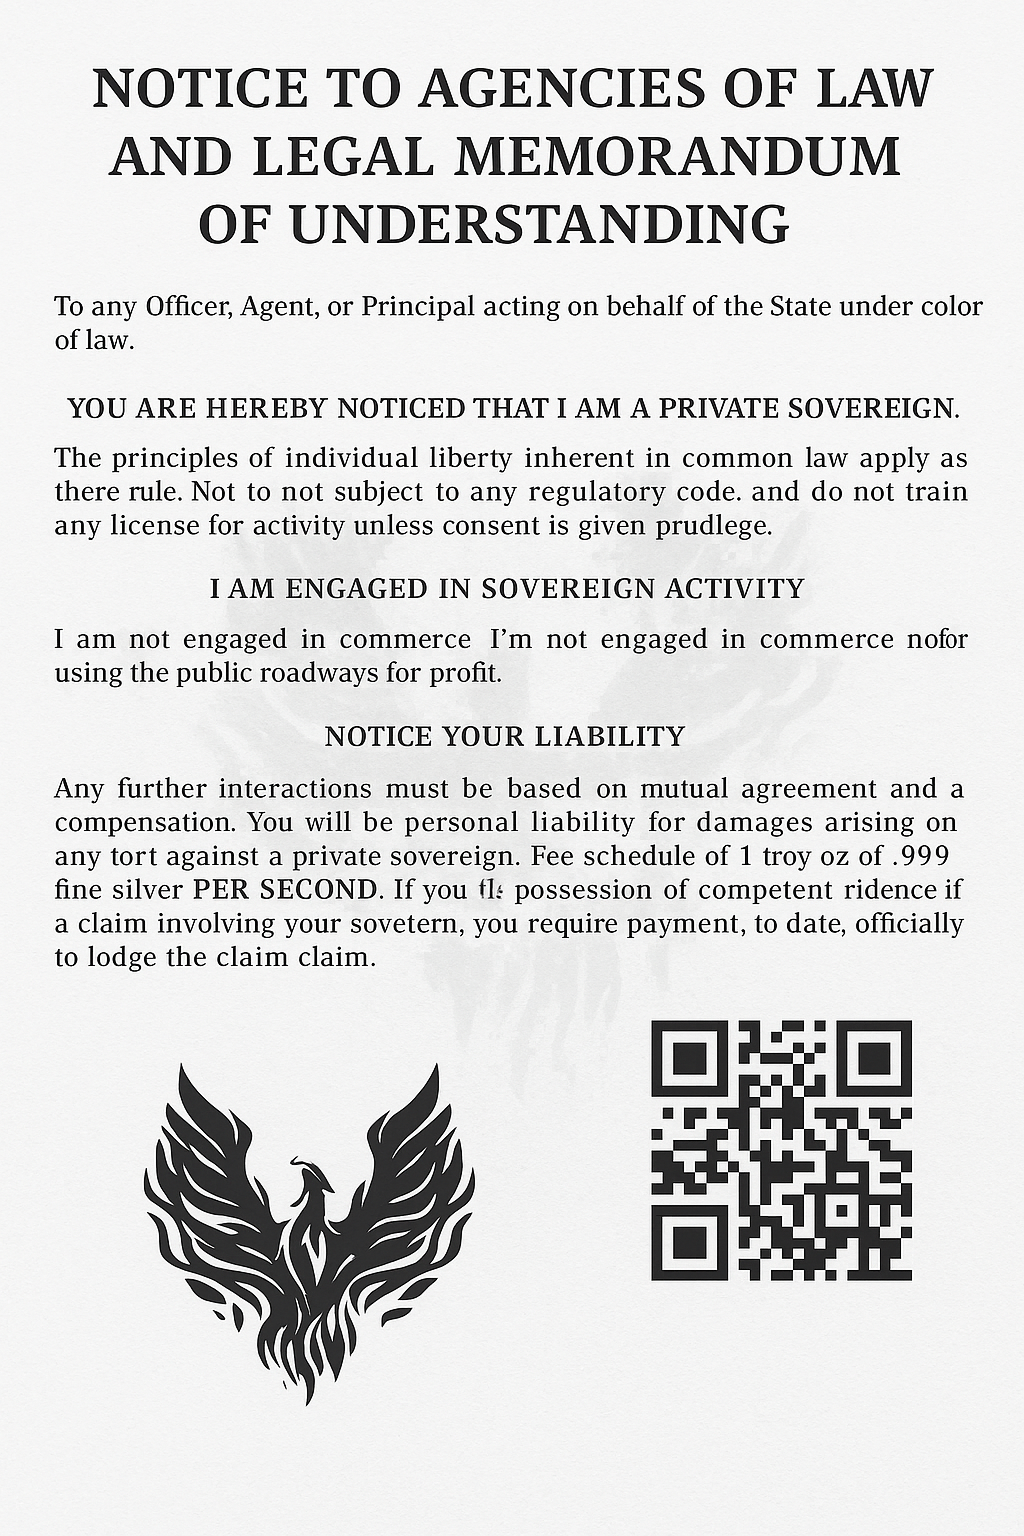 NOTICE TO AGENCIES OF LAW
AND LEGAL MEMORANDUM
OF UNDERSTANDING
To any Officer, Agent, or Principal acting on behalf of the State under color
of law.
YOU ARE HEREBY NOTICED THAT I AM A PRIVATE SOVEREIGN.
The principles of individual liberty inherent in common law apply as
there rule. Not to not subject to any regulatory code. and do not train
any license for activity unless consent is given prudlege.
I AM ENGAGED IN SOVEREIGN ACTIVITY
I am not engaged in commerce I'm not engaged in commerce nofor
using the public roadways for profit.
NOTICE YOUR LIABILITY
Any further interactions must be based on mutual agreement and a
compensation. You will be personal liability for damages arising on
any tort against a private sovereign. Fee schedule of 1 troy oz of .999
fine silver PER SECOND. If you possession of competent ridence if
a claim involving your sovetern, you require payment, to date, officially
to lodge the claim claim.